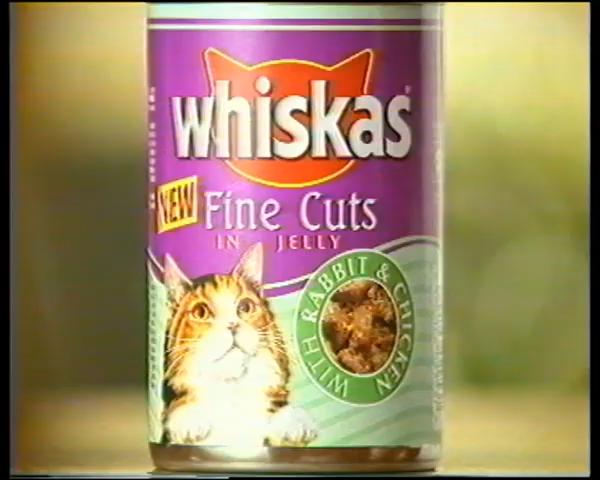 whiskas
NEW
Fine Cuts
IN JELLY
WITH RABBIT & CHICKEN